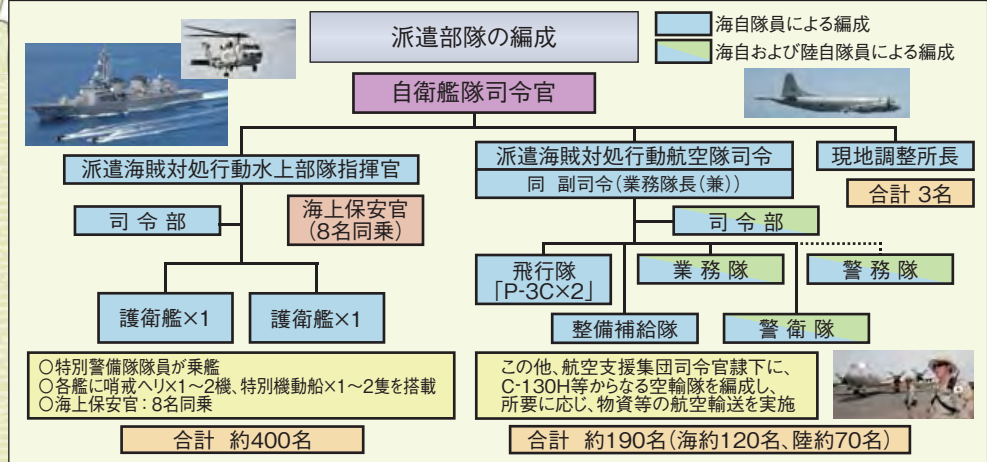 派遣部隊の編成
海自隊員による編成
海自および陸自隊員による編成
自衛艦隊司令官
派遣海賊対処行動水上部隊指揮官
司令部
海上保安官
(8名同乗)
護衛艦×1
護衛艦×1
○特別警備隊隊員が乗艦
○各艦に哨戒ヘリ×1~2機、特別機動船×1~2隻を搭載
○海上保安官:8名同乗
合計 約400名
派遣海賊対処行動航空隊司令
同 副司令(業務隊長(兼))
司令部
飛行隊
「P-3C×2」
業務隊
警務隊
整備補給隊
警衛隊
この他、航空支援集団司令官隷下に、
C-130H等からなる空輸隊を編成し、
所要に応じ、物資等の航空輸送を実施
合計 約190名(海約120名、陸約70名)
現地調整所長
合計 3名